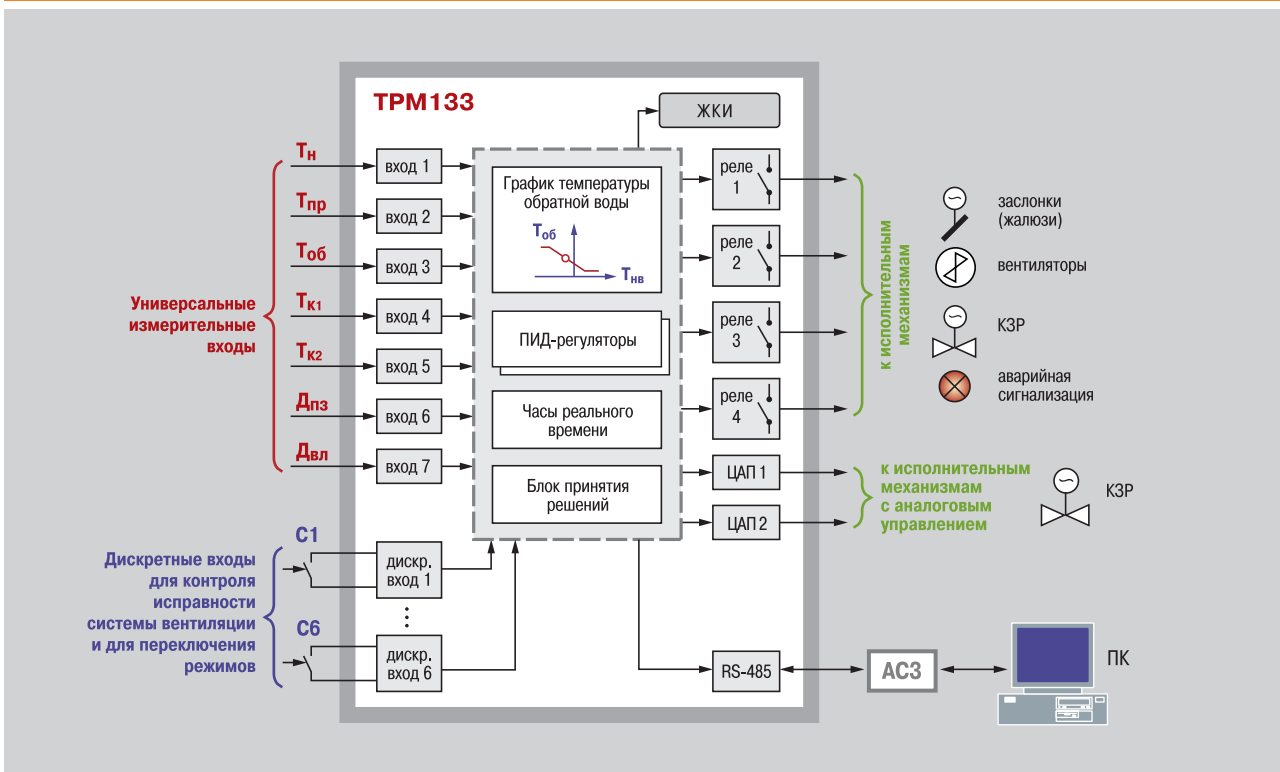 ТРМ133
ЖКИ
Универсальные
измерительные
входы
Тн
Тпр
Тоб
Тк1
Тк2
Дпз
Двл
вход 1
вход 2
вход 3
вход 4
вход 5
вход 6
вход 7
График температуры
обратной воды
Тоб
Тнв
ПИД-регуляторы
Часы реального
времени
Блок принятия
решений
реле
1
реле
2
реле
3
реле
4
ЦАП 1
ЦАП 2
к исполнительным
механизмам
заслонки
(жалюзи)
вентиляторы
КЗР
аварийная
сигнализация
к исполнительным
механизмам
с аналоговым
управлением
КЗР
Дискретные входы
для контроля
исправности
системы вентиляции
и для переключения
режимов
С1
С6
дискр.
вход 1
дискр.
вход 6
RS-485
АС3
ПК